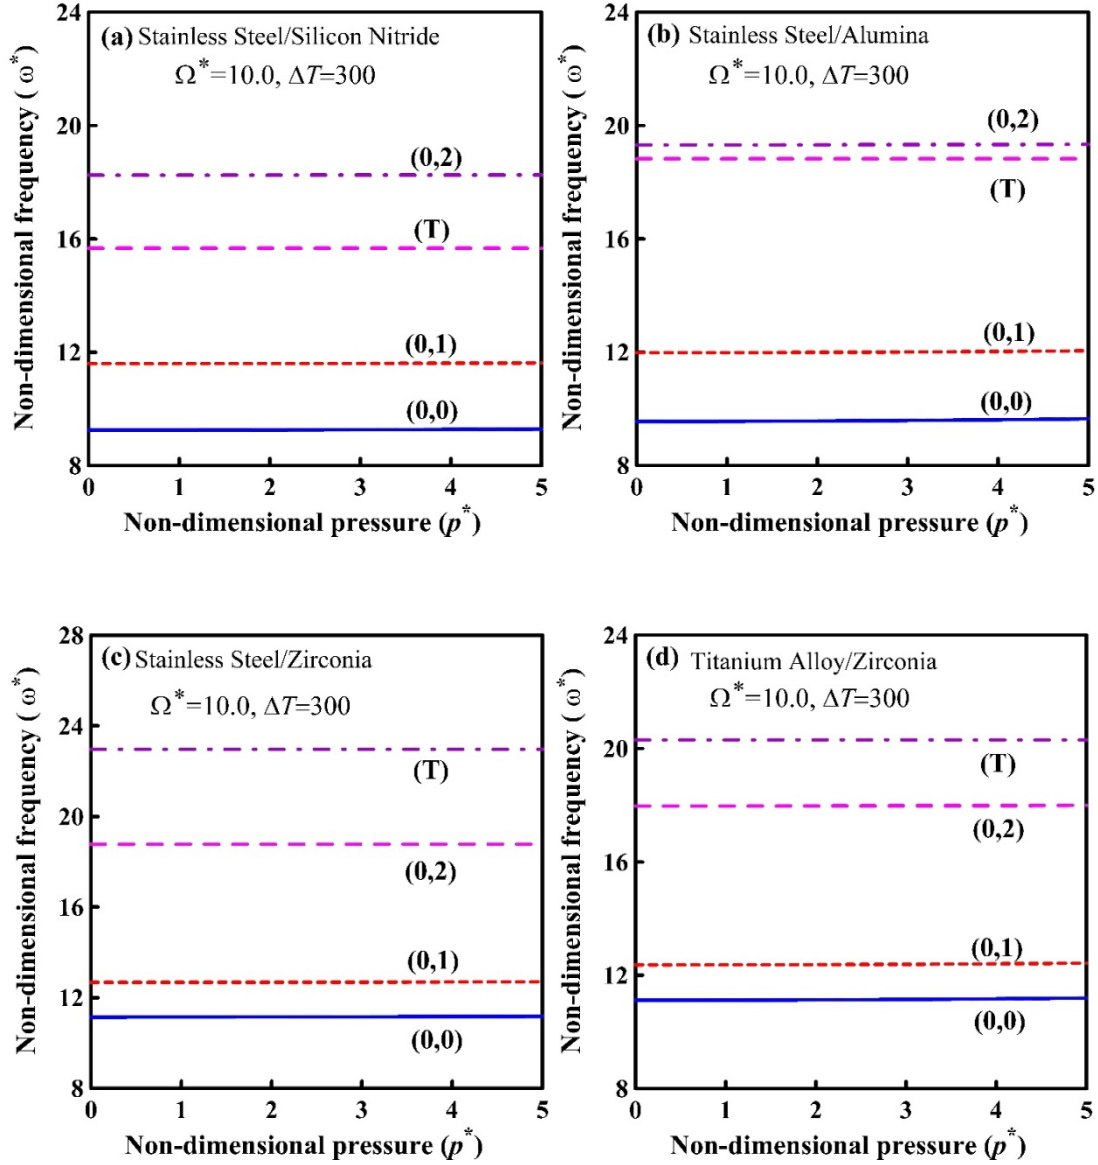 (a) Stainless Steel/Silicon Nitride
Ω*=10.0, ΔT=300
Non-dimensional frequency ( ω*)
24
20
16
12
8
(0,2)
(T)
(0,1)
(0,0)
0 1 2 3 4 5
Non-dimensional pressure (p*)
(b) Stainless Steel/Alumina
Ω*=10.0, ΔT=300
Non-dimensional frequency ( ω*)
24
20
16
12
8
(0,2)
(T)
(0,1)
(0,0)
0 1 2 3 4 5
Non-dimensional pressure (p*)
(c) Stainless Steel/Zirconia
Ω*=10.0, ΔT=300
Non-dimensional frequency ( ω*)
28
24
20
16
12
8
(T)
(0,2)
(0,1)
(0,0)
0 1 2 3 4 5
Non-dimensional pressure (p*)
(d) Titanium Alloy/Zirconia
Ω*=10.0, ΔT=300
Non-dimensional frequency ( ω*)
24
20
16
12
8
(T)
(0,2)
(0,1)
(0,0)
0 1 2 3 4 5
Non-dimensional pressure (p*)